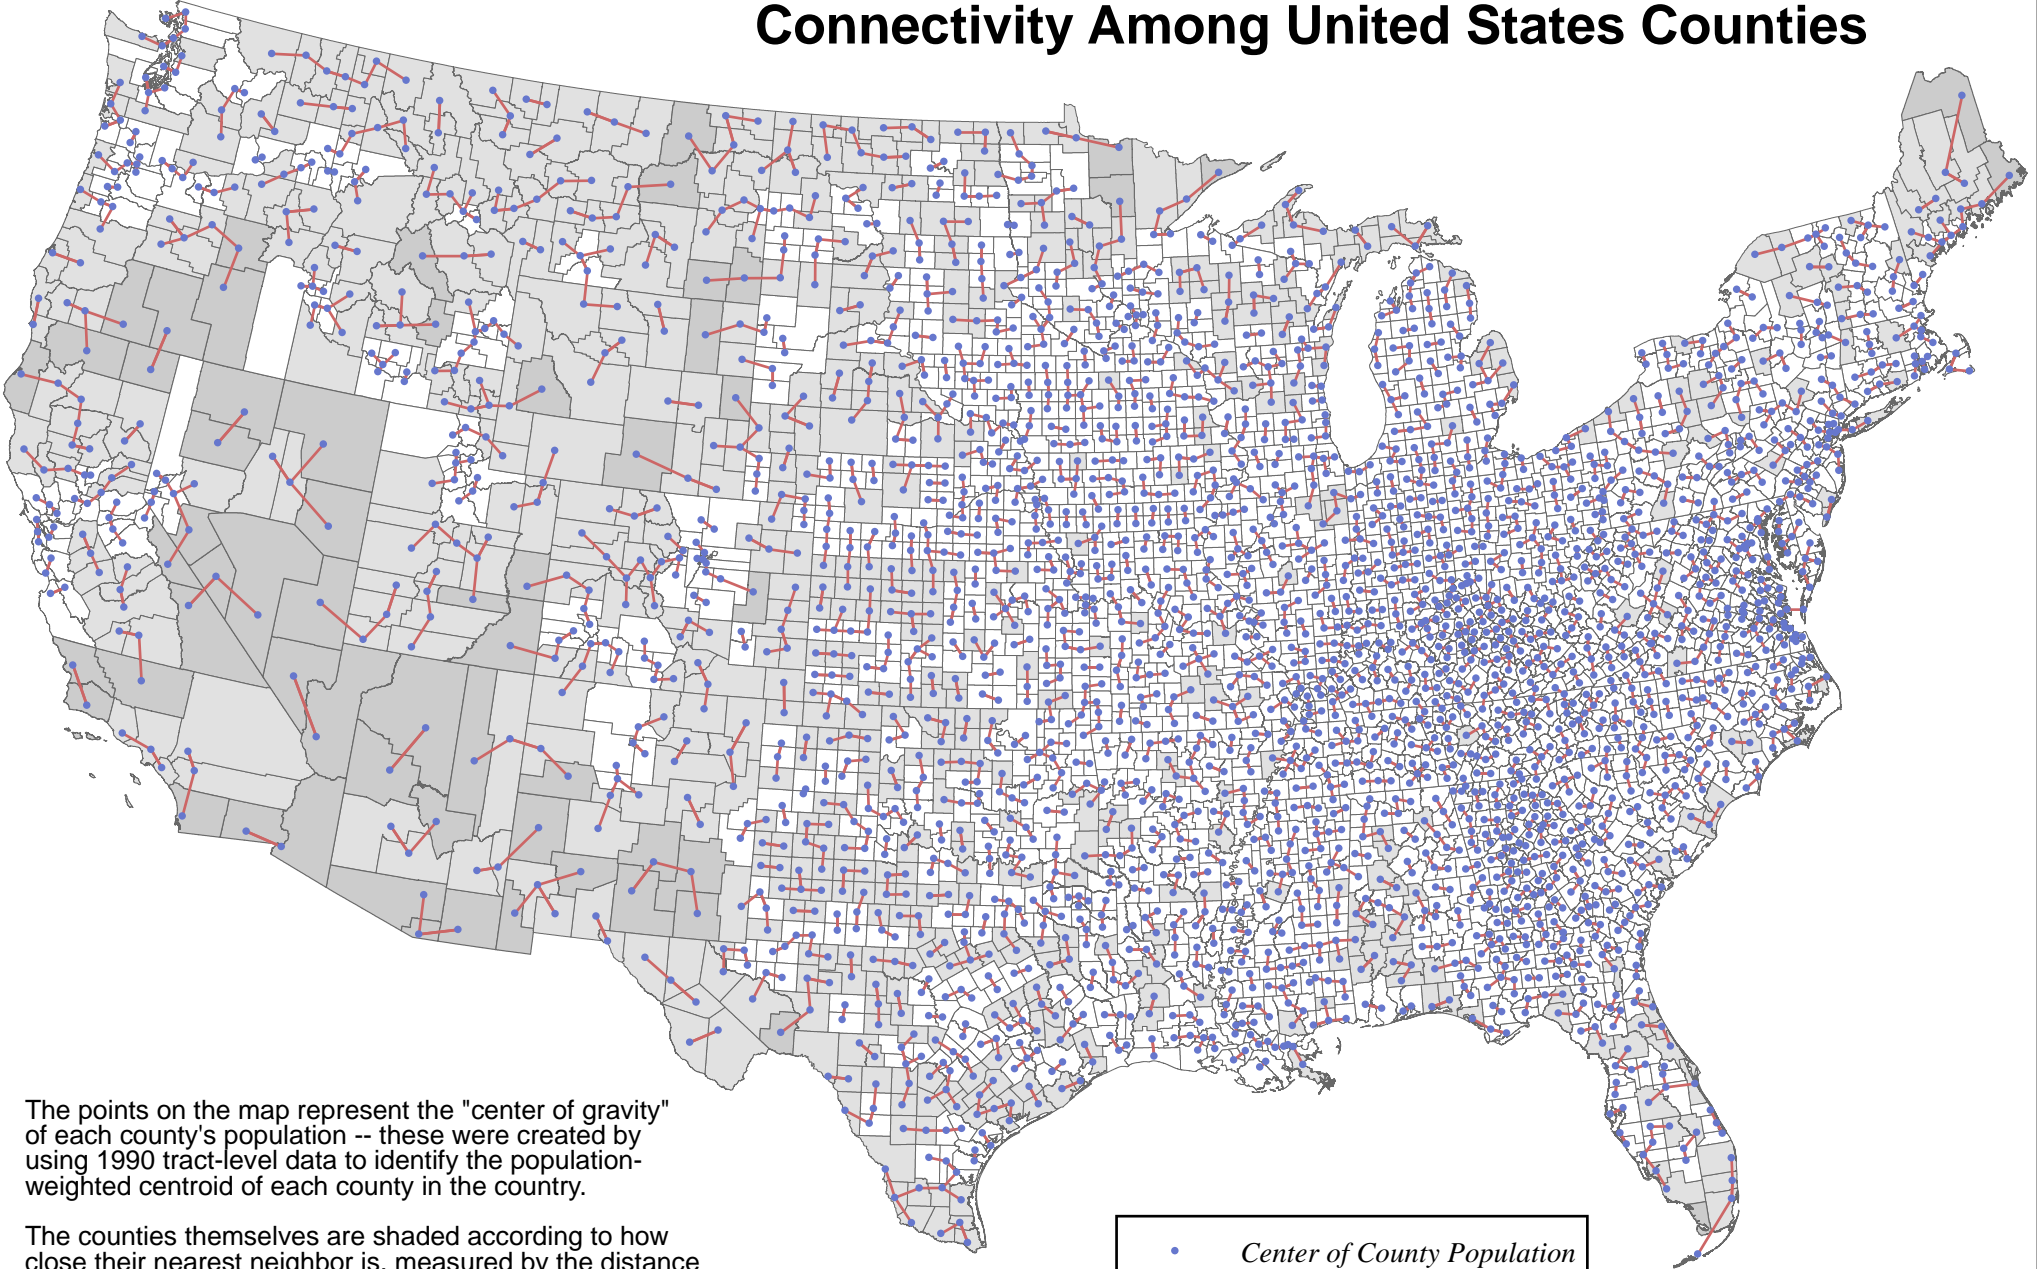 Connectivity Among United States Counties
The points on the map represent the "center of gravity"
of each county's population -- these were created by
using 1990 tract-level data to identify the population-
weighted centroid of each county in the country.
The counties themselves are shaded according to how
close their nearest neighbor is, measured by the distance
Center of County Population